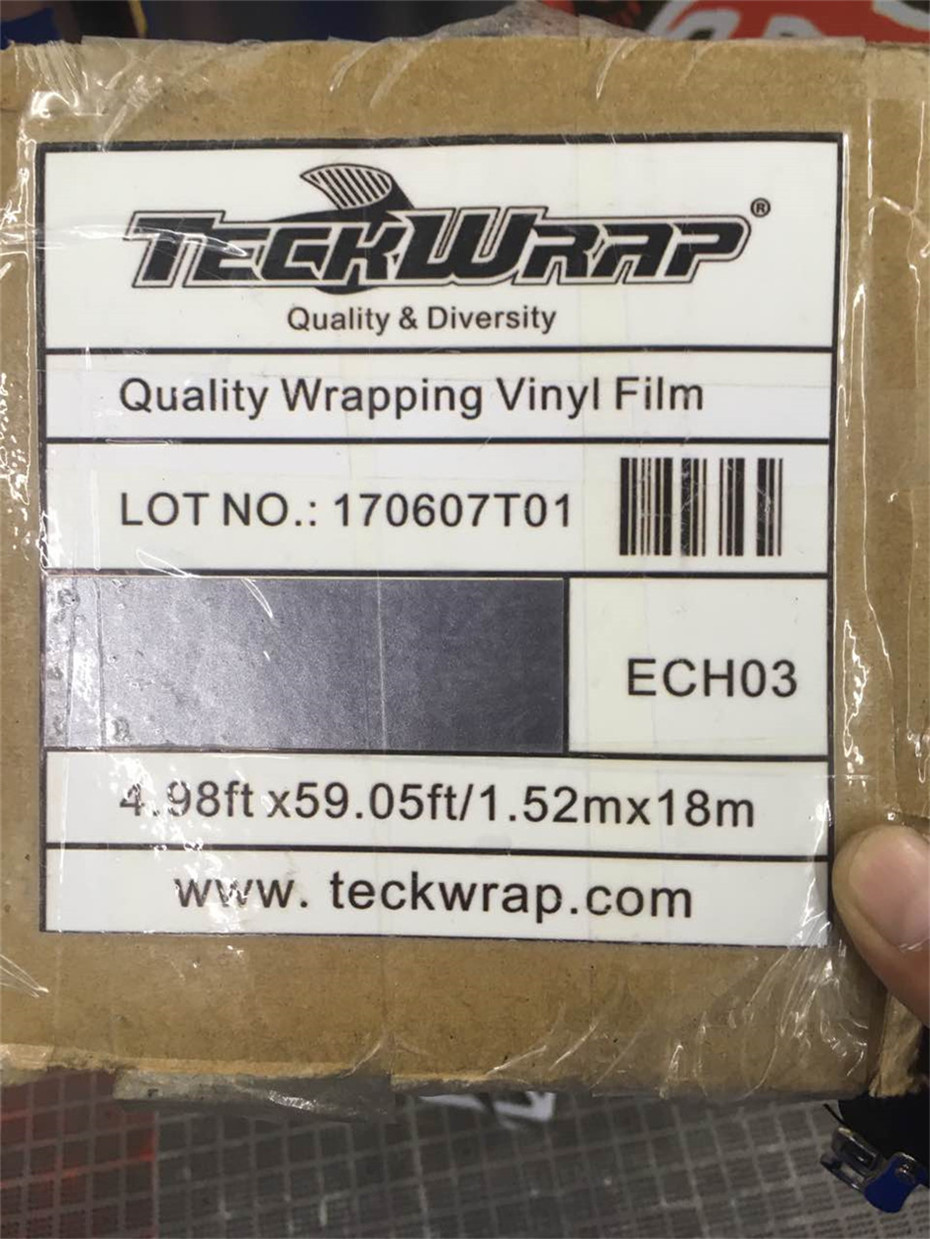 TECKWRAP®
Quality & Diversity
Quality Wrapping Vinyl Film
LOT NO.: 170607T01
ECH03
4.98ft x59.05ft/1.52mx18m
www. teckwrap.com